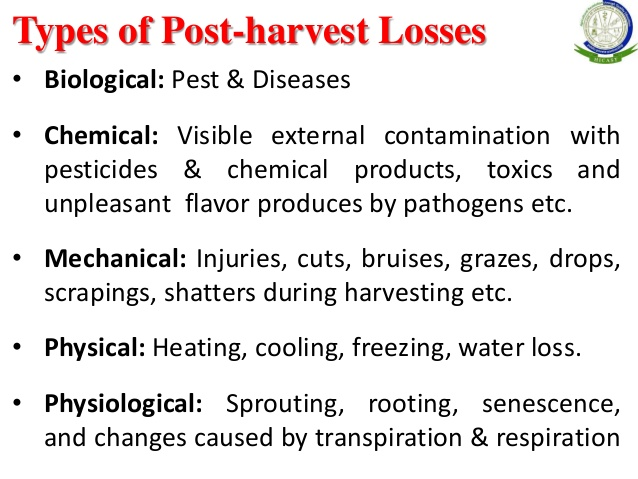 Types of Post-harvest Losses
• Biological: Pest & Diseases
• Chemical: Visible external contamination with
pesticides & chemical products, toxics and
unpleasant flavor produces by pathogens etc.
• Mechanical: Injuries, cuts, bruises, grazes, drops,
scrapings, shatters during harvesting etc.
• Physical: Heating, cooling, freezing, water loss.
• Physiological: Sprouting, rooting, senescence,
and changes caused by transpiration & respiration